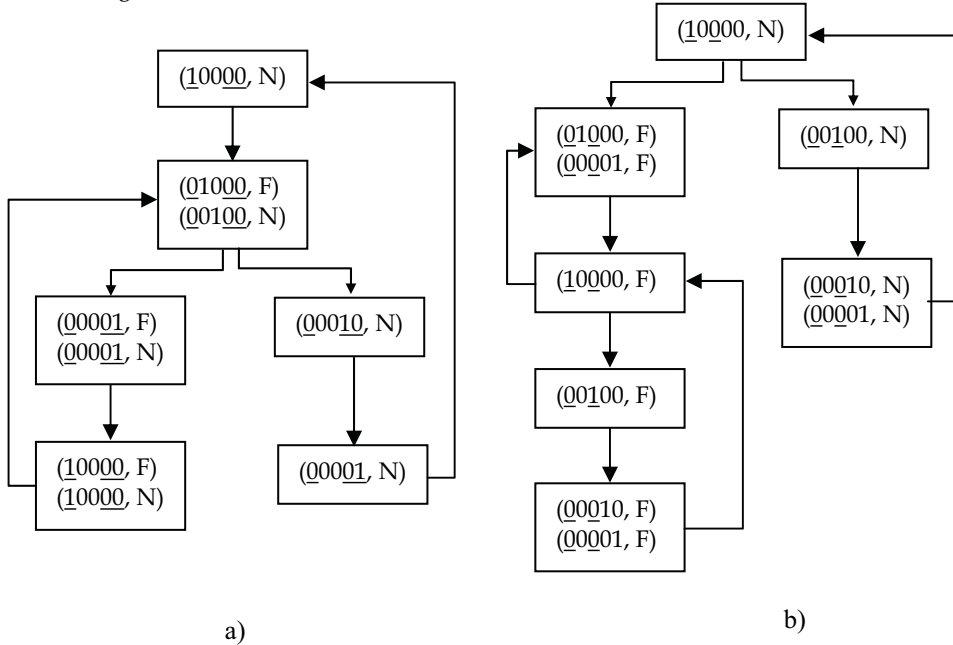 (10000, N)
(01000, F)
(00100, N)
(00001, F)
(00001, N)
(00010, N)
(10000, F)
(10000, N)
(00001, N)
a)
(10000, N)
(01000, F)
(00001, F)
(00100, N)
(10000, F)
(00010, N)
(00001, N)
(00100, F)
(00010, F)
(00001, F)
b)